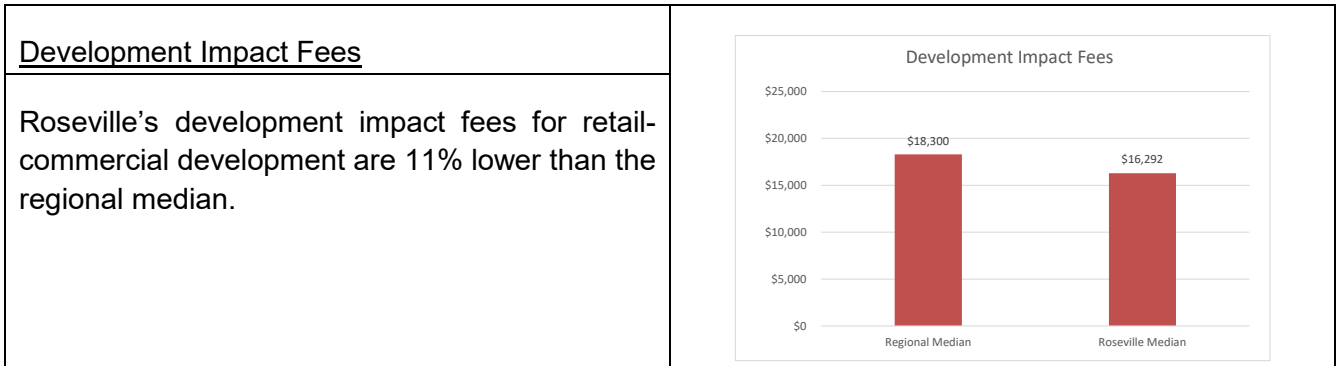 Development Impact Fees
Roseville’s development impact fees for retail-
commercial development are 11% lower than the
regional median.
Development Impact Fees
$25,000
$20,000
$15,000
$10,000
$5,000
$0
$18,300
$16,292
Regional Median
Roseville Median